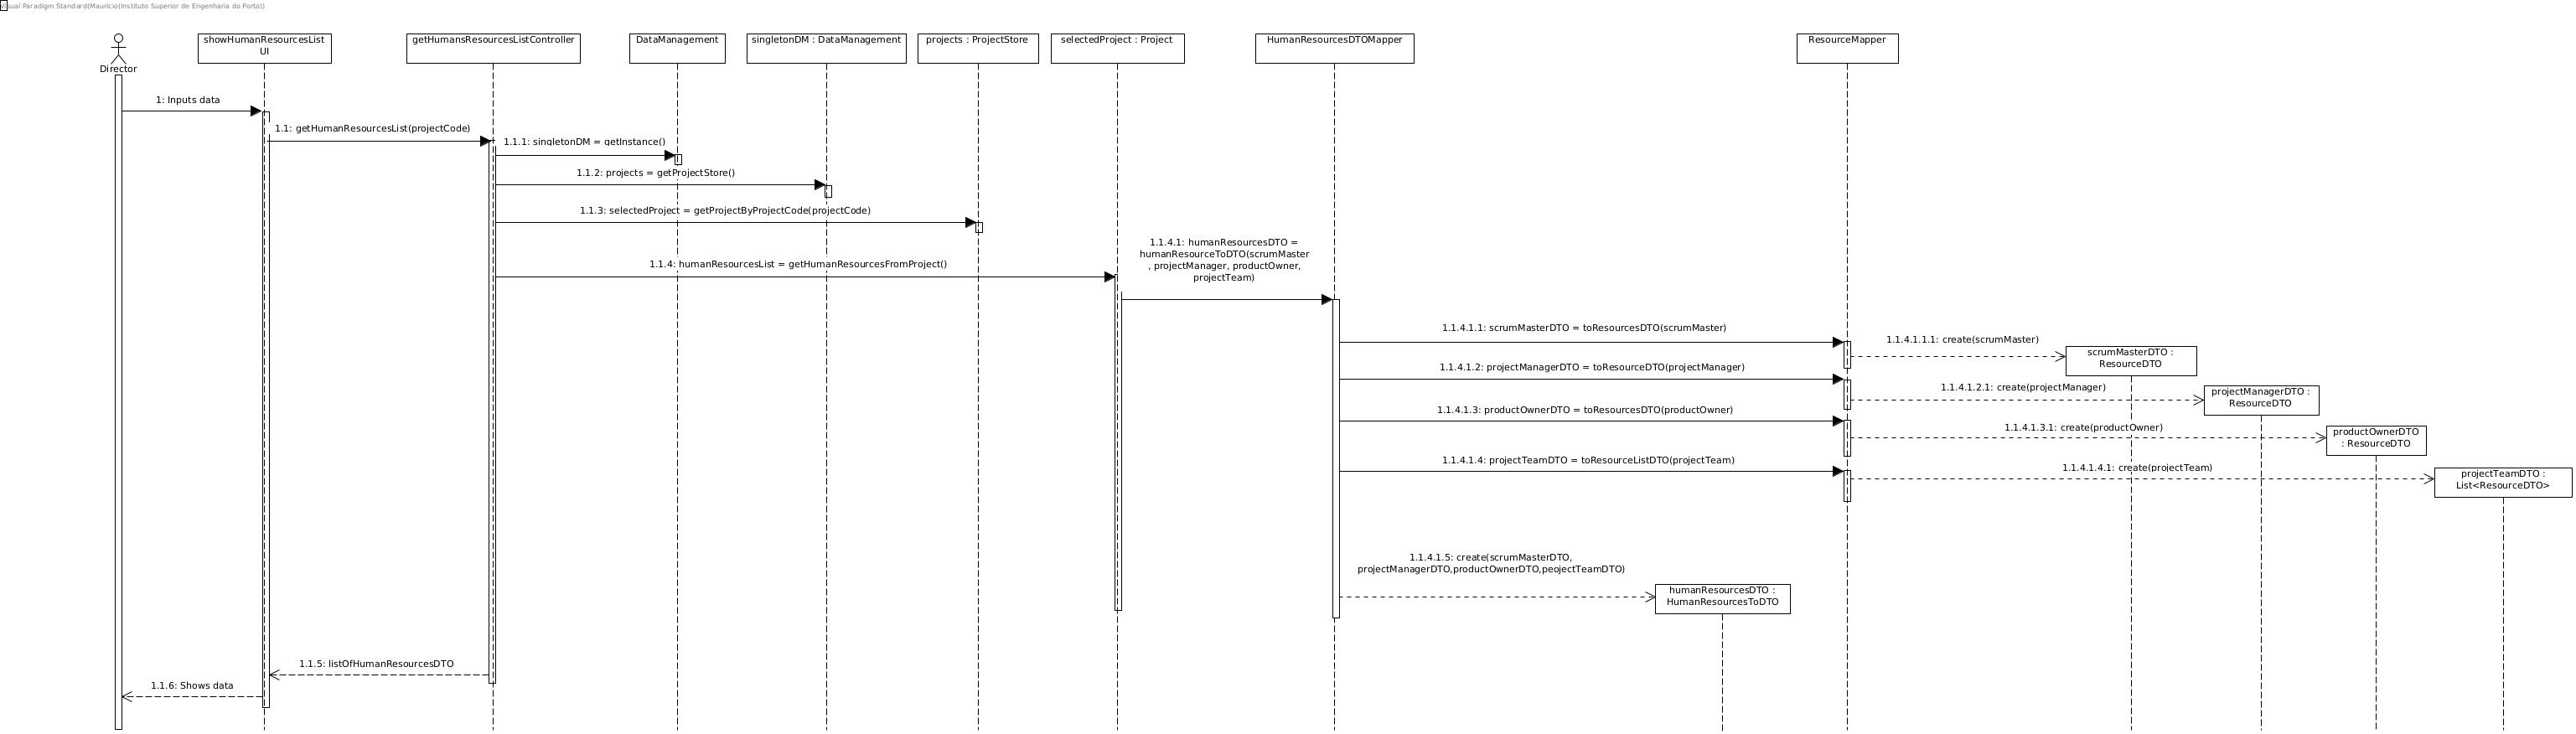 Visual Paradigm Standard(Maurício(Instituto Superior de Engenharia do Porto))
Director
showHumanResourcesList
UI
getHumansResourcesListController
DataManagement
singletonDM : DataManagement
projects : ProjectStore
selectedProject : Project
HumanResourcesDTOMapper
ResourceMapper
1: Inputs data
1.1: getHumanResourcesList(projectCode)
1.1.1: singletonDM = getInstance()
1.1.2: projects = getProjectStore()
1.1.3: selectedProject = getProjectByProjectCode(projectCode)
1.1.4: humanResourcesList = getHumanResourcesFromProject()
1.1.4.1: humanResourcesDTO =
humanResourceToDTO(scrumMaster
, projectManager, productOwner,
projectTeam)
1.1.4.1.1: scrumMasterDTO = toResourcesDTO(scrumMaster)
1.1.4.1.1.1: create(scrumMaster)
scrumMasterDTO :
ResourceDTO
1.1.4.1.2: projectManagerDTO = toResourceDTO(projectManager)
1.1.4.1.2.1: create(projectManager)
projectManagerDTO :
ResourceDTO
1.1.4.1.3: productOwnerDTO = toResourcesDTO(productOwner)
1.1.4.1.3.1: create(productOwner)
productOwnerDTO
: ResourceDTO
1.1.4.1.4: projectTeamDTO = toResourceListDTO(projectTeam)
1.1.4.1.4.1: create(projectTeam)
projectTeamDTO :
List<ResourceDTO>
1.1.4.1.5: create(scrumMasterDTO,
projectManagerDTO,productOwnerDTO,peojectTeamDTO)
humanResourcesDTO :
HumanResourcesToDTO
1.1.5: listOfHumanResourcesDTO
1.1.6: Shows data